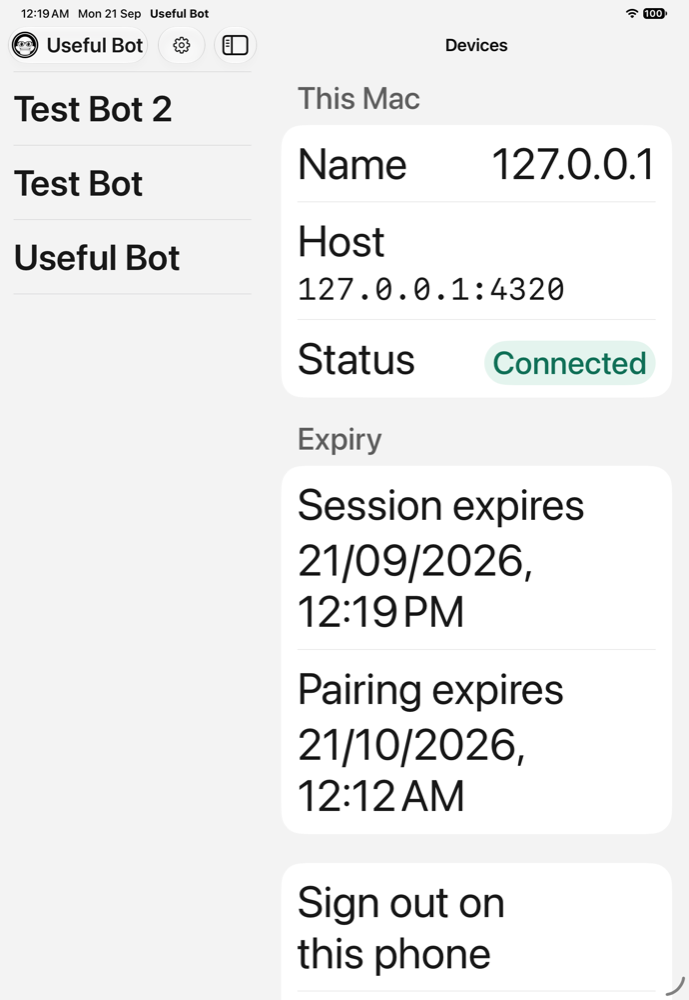 12:19 AM Mon 21 Sep Useful Bot
100
Useful Bot
Devices
Test Bot 2
Test Bot
Useful Bot
This Mac
Name 127.0.0.1
Host
127.0.0.1:4320
Status Connected
Expiry
Session expires
21/09/2026,
12:19 PM
Pairing expires
21/10/2026,
12:12 AM
Sign out on
this phone